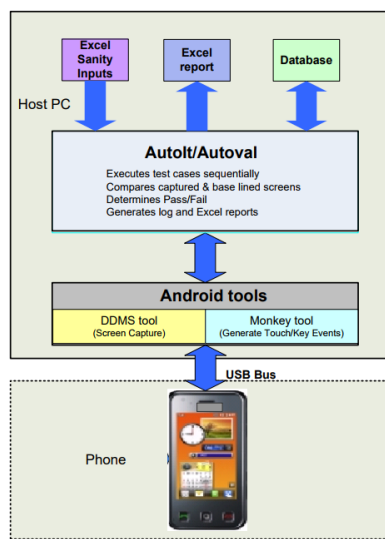 Excel
Sanity
Inputs
Excel
report
Database
Host PC
AutoIt/Autoval
Executes test cases sequentially
Compares captured & base lined screens
Determines Pass/Fail
Generates log and Excel reports
Android tools
DDMS tool
(Screen Capture)
Monkey tool
(Generate Touch/Key Events)
USB Bus
Phone